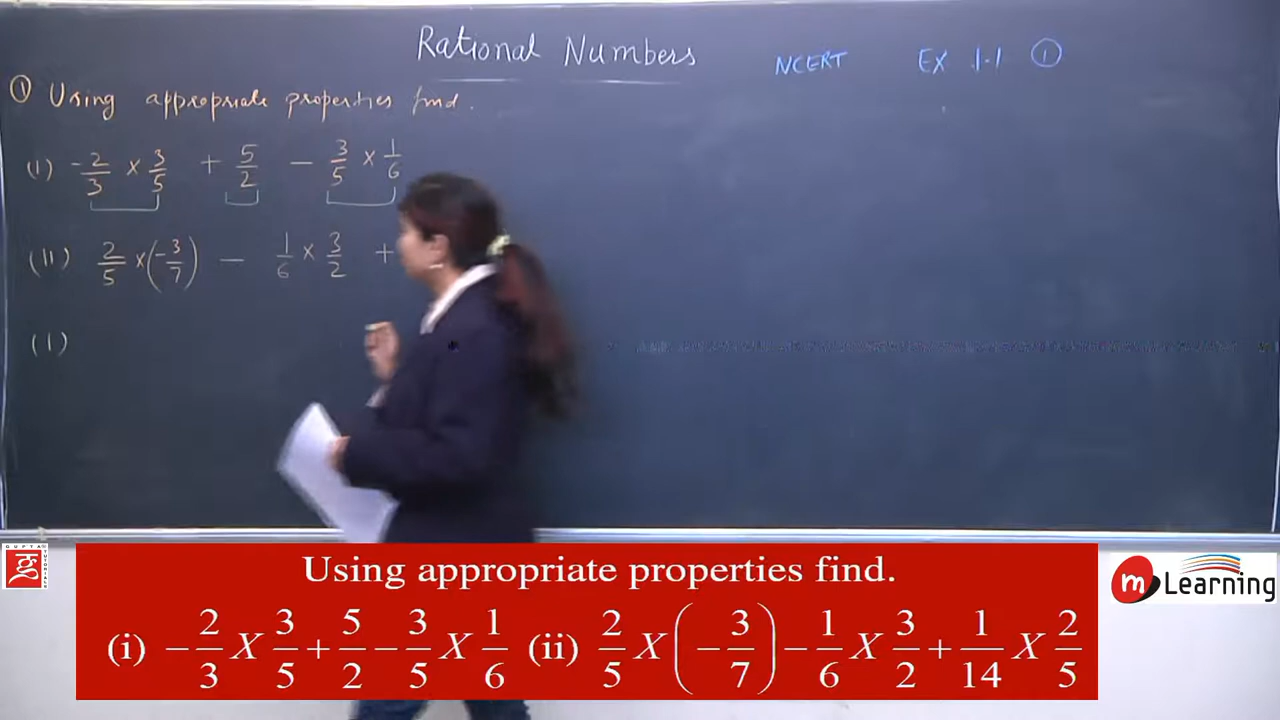 Rational Numbers NCERT EX 1.1 ①
① Using appropriate properties find.
(i) -2/3 × 3/5 + 5/2 - 3/5 × 1/6
(ii) 2/5 × (-3/7) - 1/6 × 3/2 +
(i)
GUPTA TUTORIALS
Using appropriate properties find.
(i) -2/3 X 3/5 + 5/2 - 3/5 X 1/6 (ii) 2/5 X (-3/7) - 1/6 X 3/2 + 1/14 X 2/5
m Learning